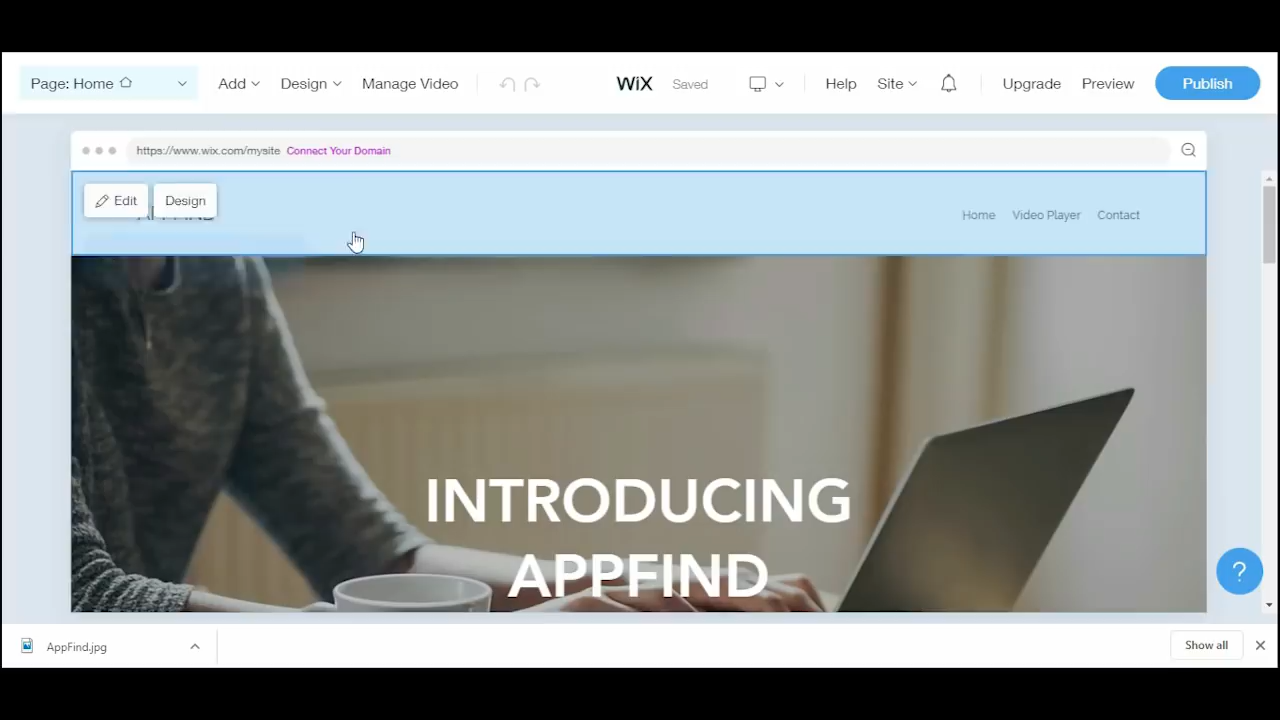 Page: Home Add Design Manage Video WiX Saved Help Site Upgrade Preview Publish
https://www.wix.com/mysite Connect Your Domain
Edit Design
APPFIND Home Video Player Contact
INTRODUCING
APPFIND
?
AppFind.jpg Show all